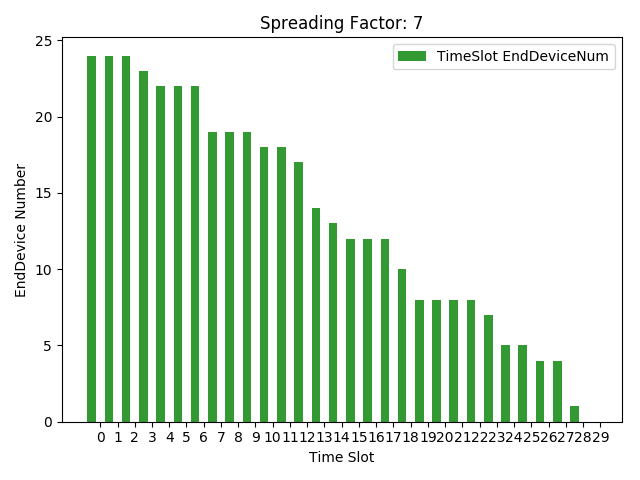 Spreading Factor: 7
TimeSlot EndDeviceNum
EndDevice Number
25
20
15
10
5
0
0 1 2 3 4 5 6 7 8 9 10 11 12 13 14 15 16 17 18 19 20 21 22 23 24 25 26 27 28 29
Time Slot